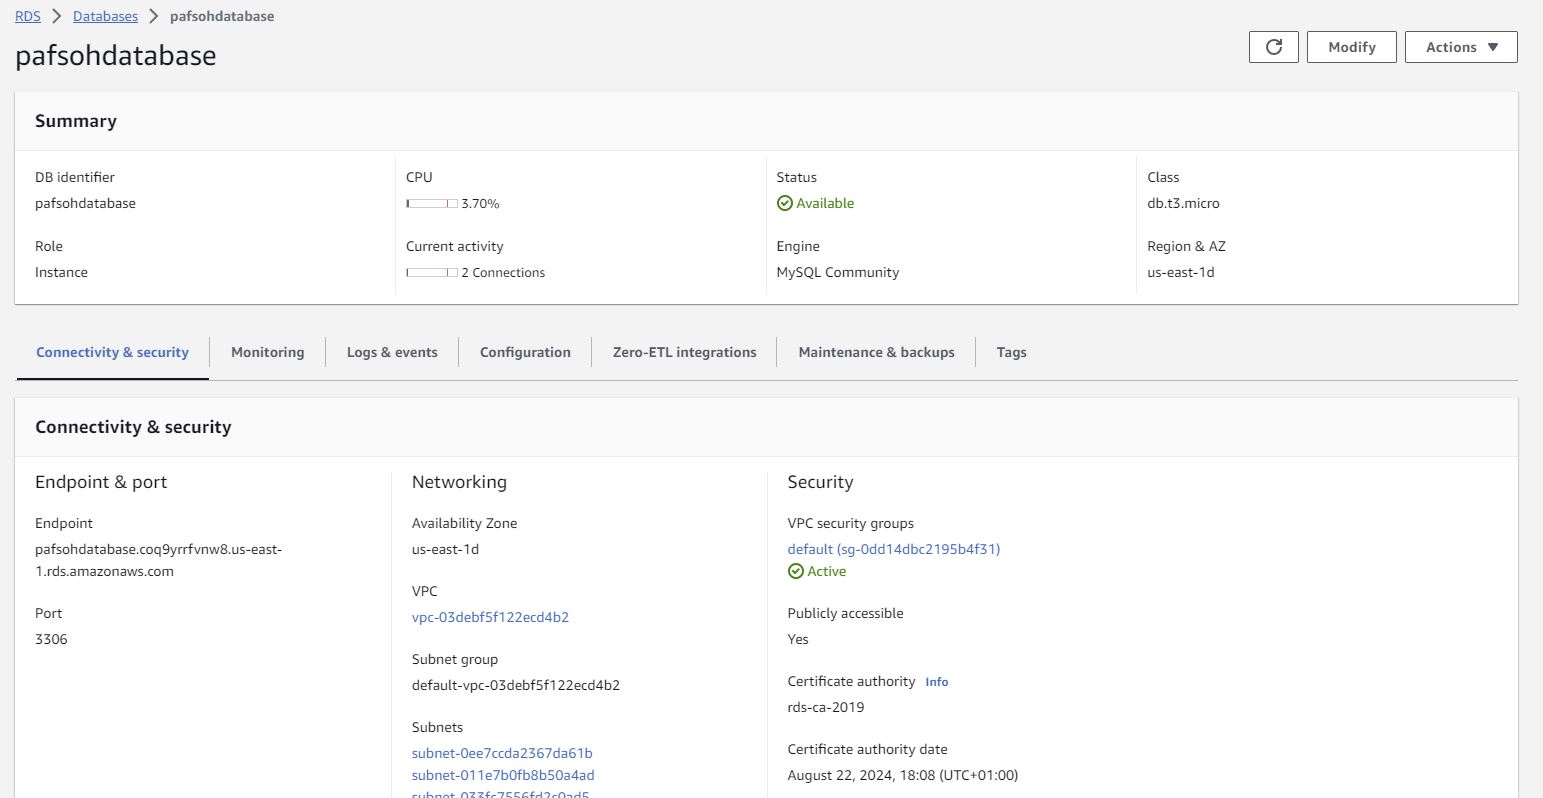 RDS > Databases > pafsohdatabase
pafsohdatabase
Modify
Actions
Summary
DB identifier
pafsohdatabase
CPU
3.70%
Status
Available
Class
db.t3.micro
Role
Instance
Current activity
2 Connections
Engine
MySQL Community
Region & AZ
us-east-1d
Connectivity & security
Monitoring
Logs & events
Configuration
Zero-ETL integrations
Maintenance & backups
Tags
Connectivity & security
Endpoint & port
Endpoint
pafsohdatabase.coq9yrrfvnw8.us-east-
1.rds.amazonaws.com
Port
3306
Networking
Availability Zone
us-east-1d
VPC
vpc-03debf5f122ecd4b2
Subnet group
default-vpc-03debf5f122ecd4b2
Subnets
subnet-0ee7ccda2367da61b
subnet-011e7b0fb8b50a4ad
Security
VPC security groups
default (sg-0dd14dbc2195b4f31)
Active
Publicly accessible
Yes
Certificate authority Info
rds-ca-2019
Certificate authority date
August 22, 2024, 18:08 (UTC+01:00)